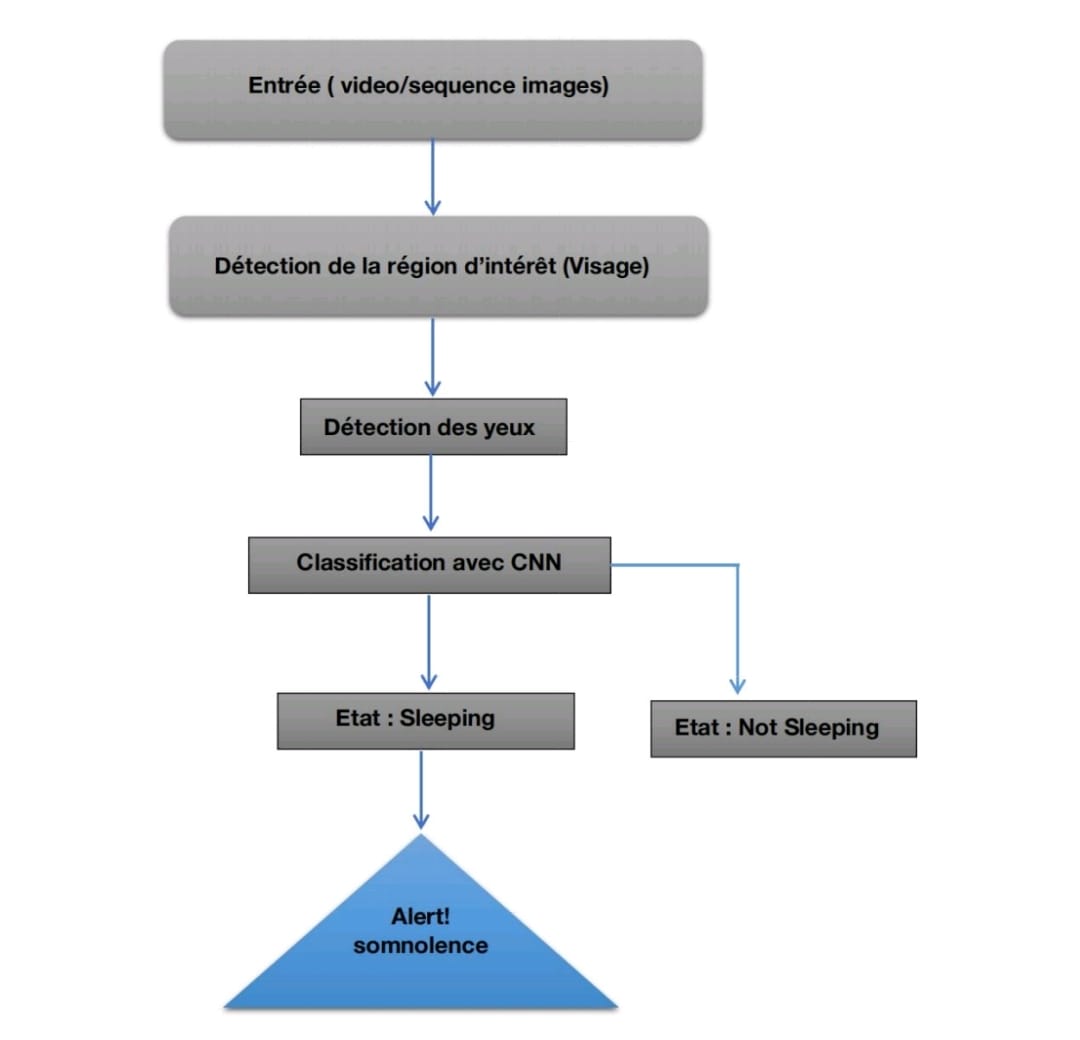 Entrée ( video/sequence images)
Détection de la région d’intérêt (Visage)
Détection des yeux
Classification avec CNN
Etat : Sleeping
Etat : Not Sleeping
Alert!
somnolence